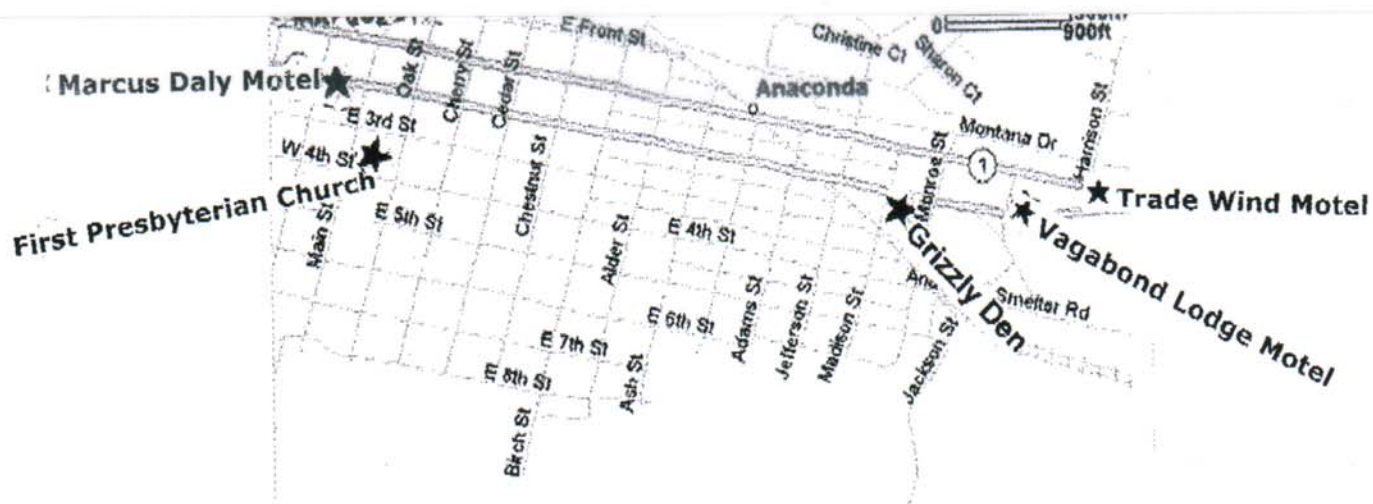 0
900ft
E Front St
Christine Ct
Sharon Ct
Oak St
Cherry St
Cedar St
Marcus Daly Motel
Anaconda
Harrison St
Montana Dr
E 3rd St
W 4th St
Monroe St
1
First Presbyterian Church
Trade Wind Motel
Main St
E 5th St
Chestnut St
Alder St
E 4th St
Grizzly Den
Vagabond Lodge Motel
Smelter Rd
E 6th St
Adams St
Jefferson St
Madison St
Jackson St
E 7th St
E 8th St
Ash St
Birch St